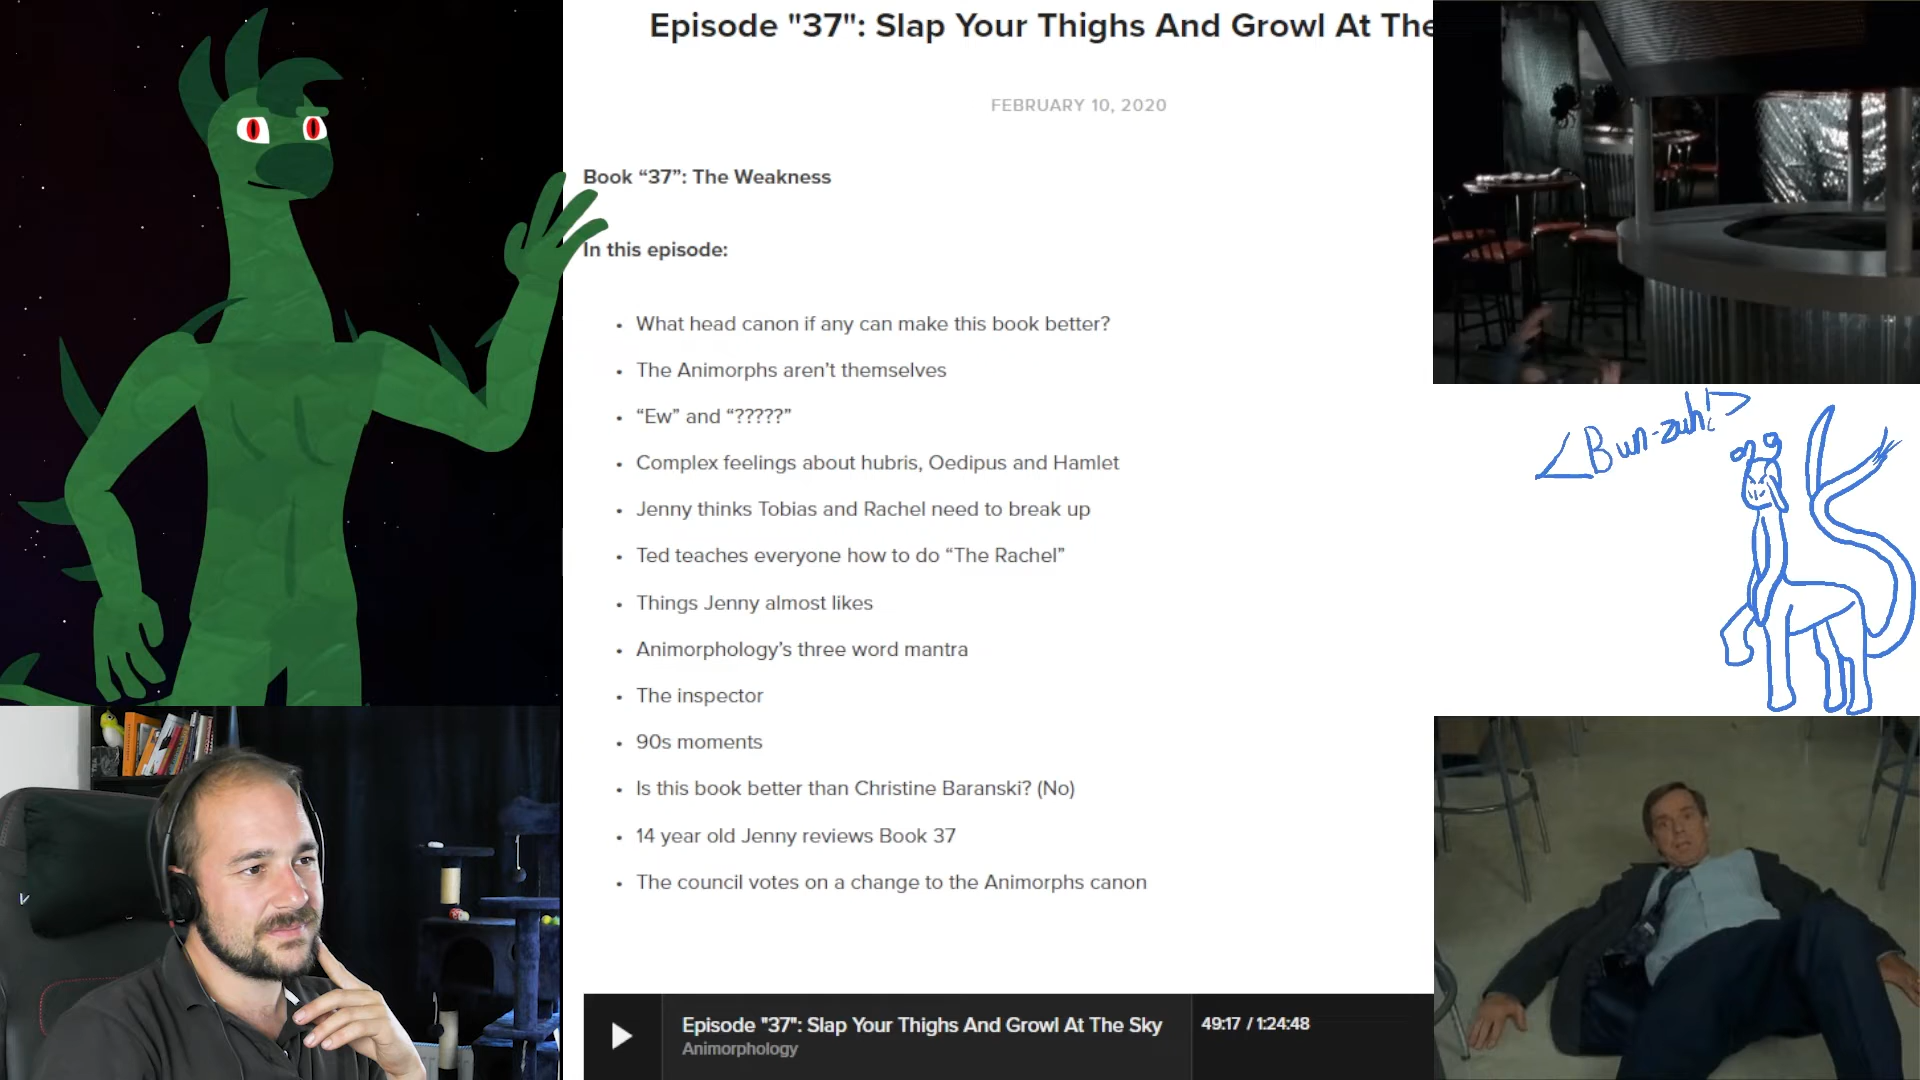 Episode "37": Slap Your Thighs And Growl At The
FEBRUARY 10, 2020
Book “37”: The Weakness
In this episode:
• What head canon if any can make this book better?
• The Animorphs aren’t themselves
• “Ew” and “?????”
• Complex feelings about hubris, Oedipus and Hamlet
• Jenny thinks Tobias and Rachel need to break up
• Ted teaches everyone how to do “The Rachel”
• Things Jenny almost likes
• Animorphology’s three word mantra
• The inspector
• 90s moments
• Is this book better than Christine Baranski? (No)
• 14 year old Jenny reviews Book 37
• The council votes on a change to the Animorphs canon
Episode "37": Slap Your Thighs And Growl At The Sky
Animorphology
49:17 / 1:24:48
<Bun-zuh!>